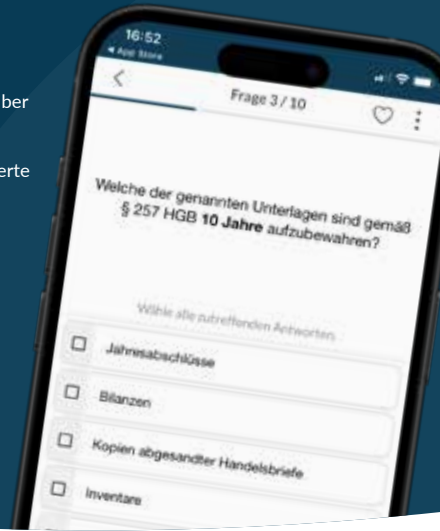 ber
erte
16:52
◀ App Store
Frage 3 / 10
Welche der genannten Unterlagen sind gemäß
§ 257 HGB 10 Jahre aufzubewahren?
Wähle alle zutreffenden Antworten.
Jahresabschlüsse
Bilanzen
Kopien abgesandter Handelsbriefe
Inventare